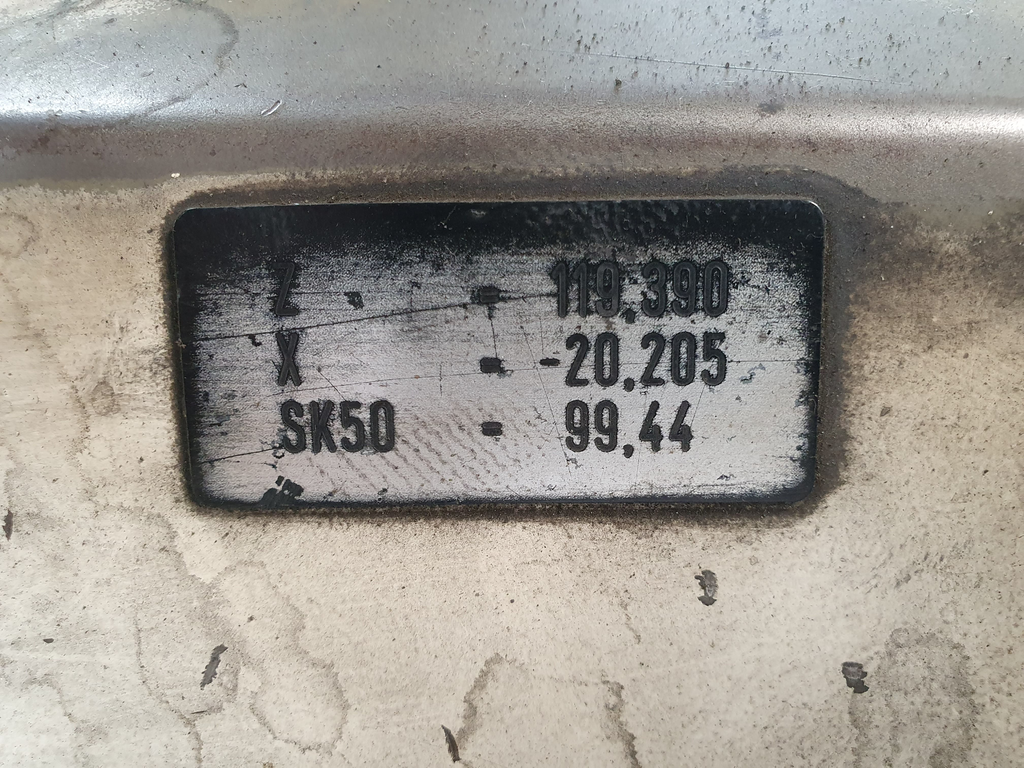 Z = 119,390
X = -20,205
SK50 = 99,44